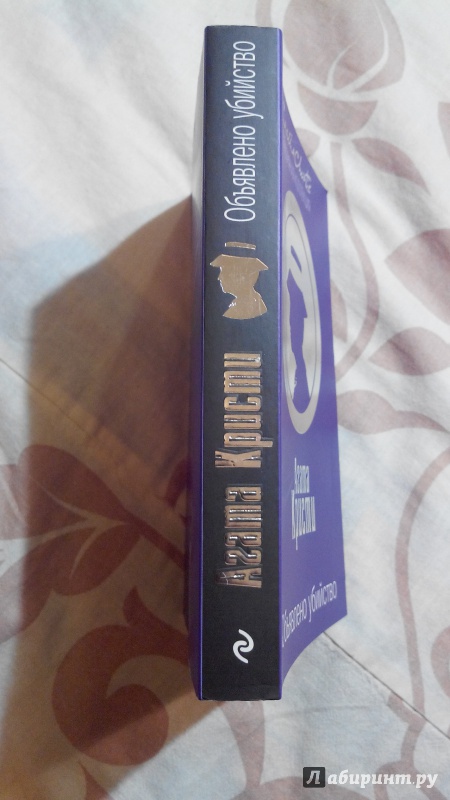 Агата Кристи
Объявлено убийство
Агата
Кристи
Объявлено убийство
Лабиринт.ру